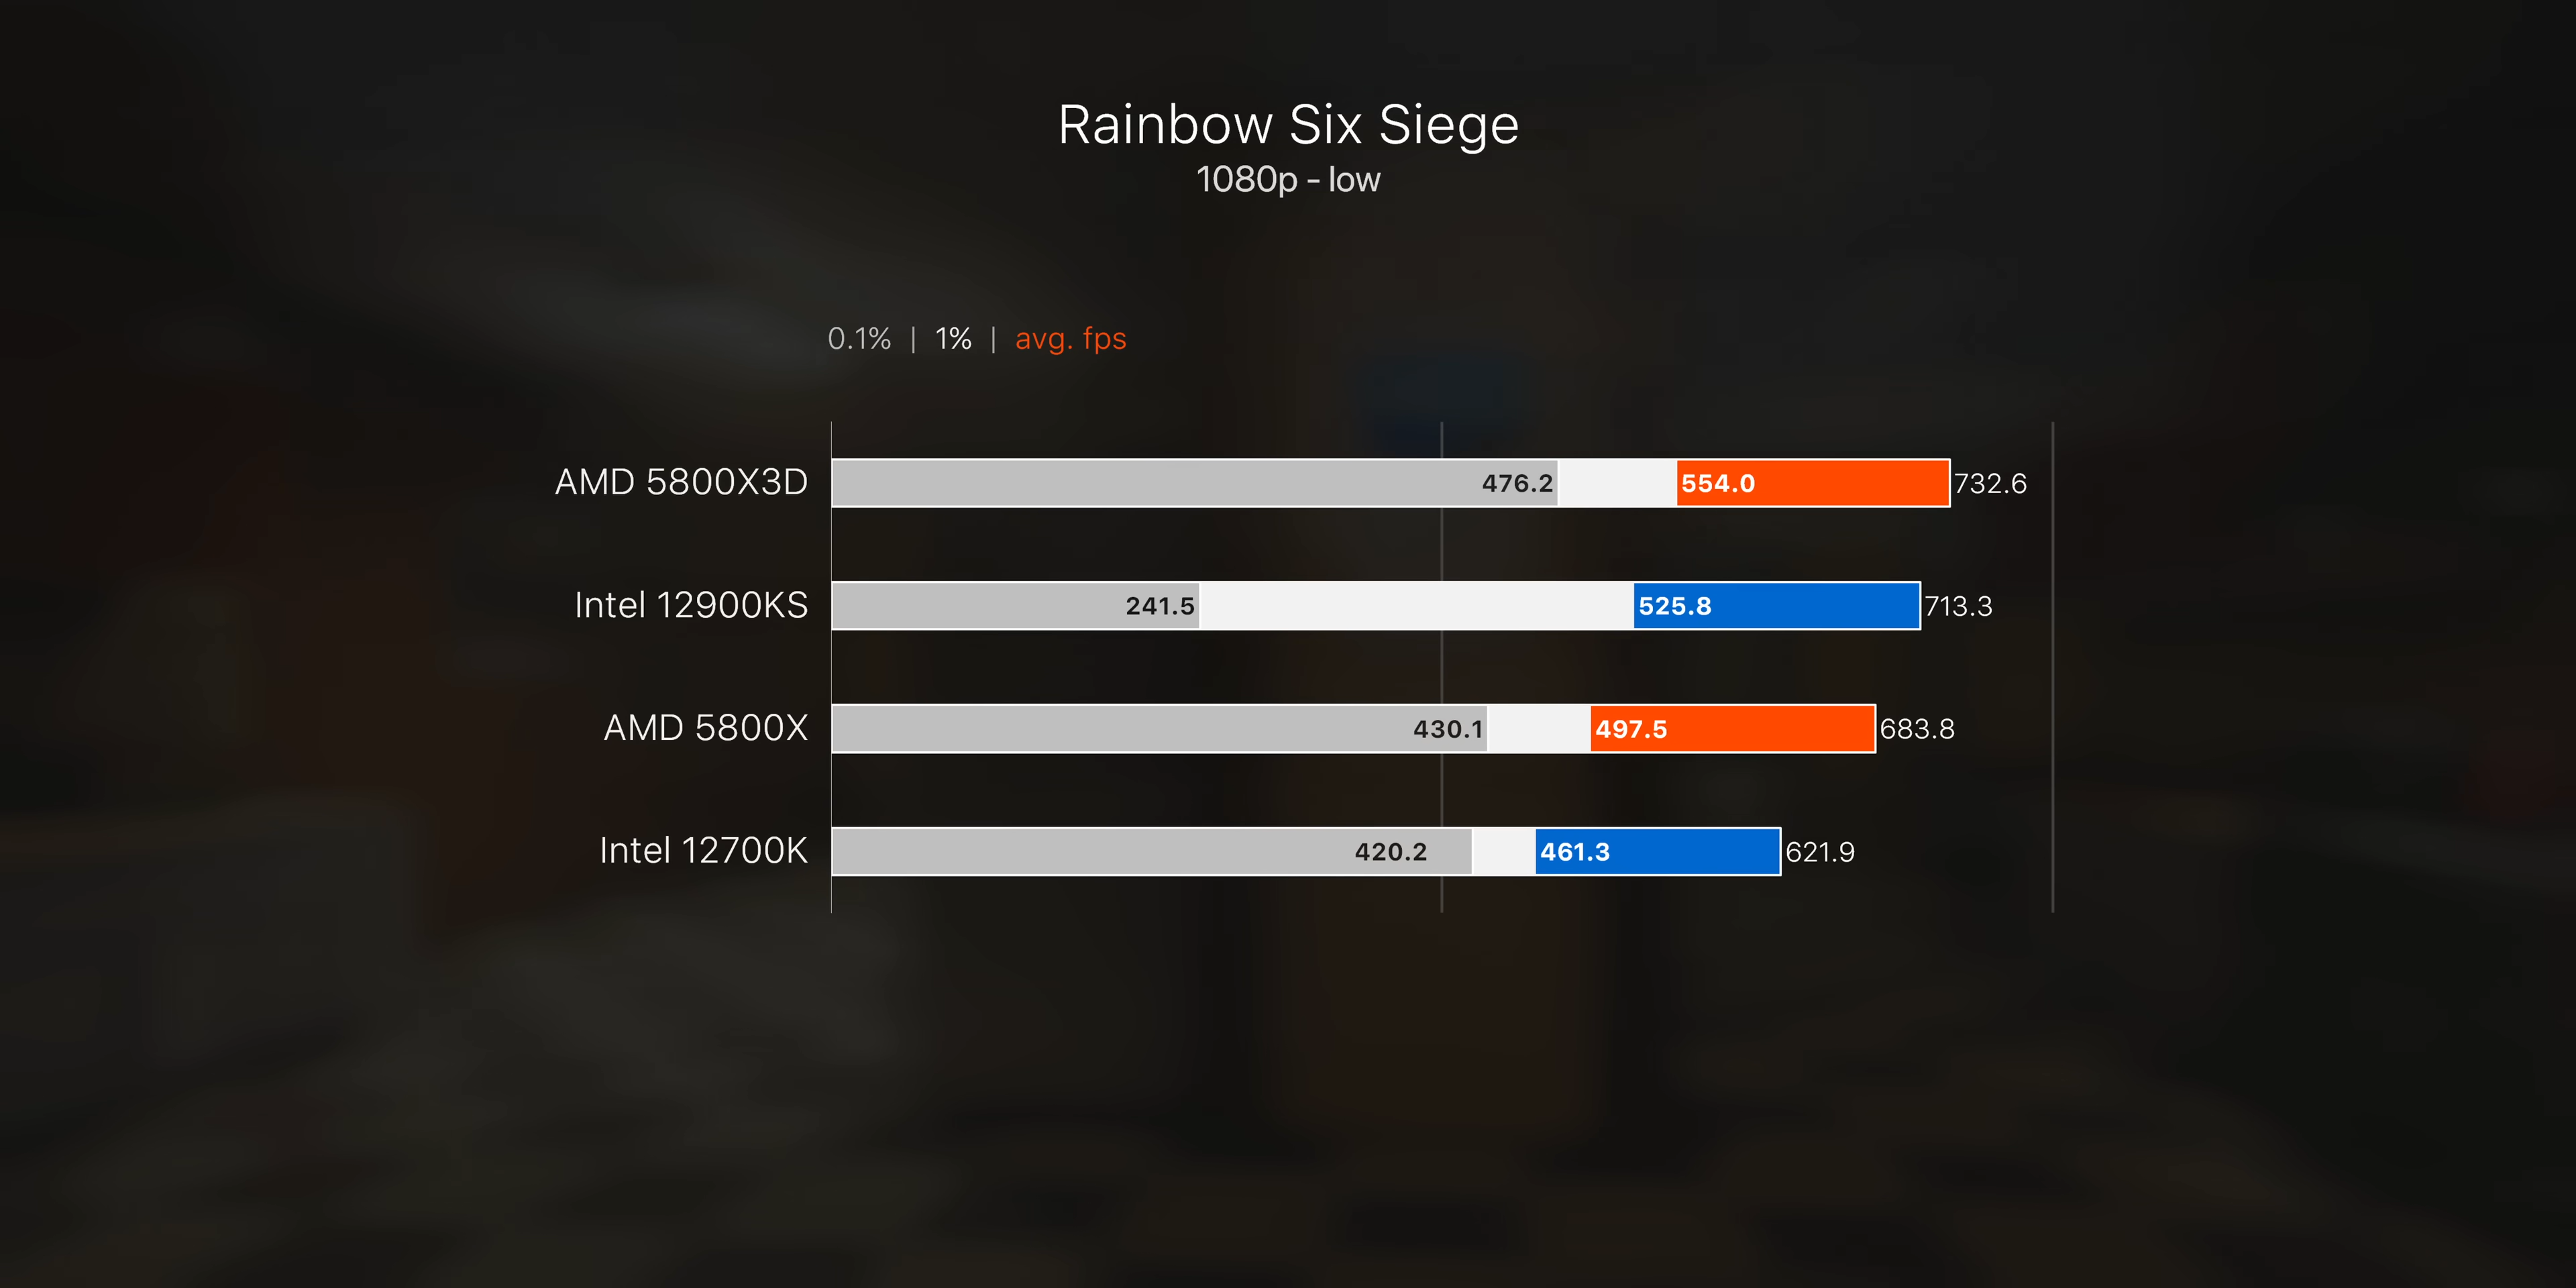 Rainbow Six Siege
1080p - low
0.1% | 1% | avg. fps
AMD 5800X3D 476.2 554.0 732.6
Intel 12900KS 241.5 525.8 713.3
AMD 5800X 430.1 497.5 683.8
Intel 12700K 420.2 461.3 621.9